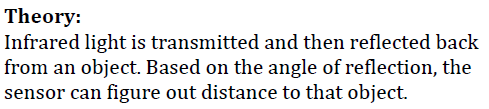 Theory:
Infrared light is transmitted and then reflected back
from an object. Based on the angle of reflection, the
sensor can figure out distance to that object.